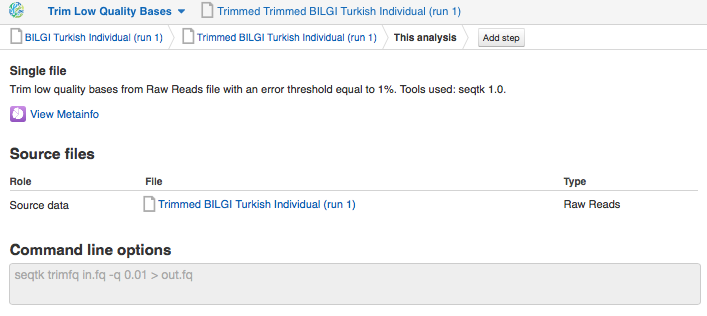 Trim Low Quality Bases Trimmed Trimmed BILGI Turkish Individual (run 1)
BILGI Turkish Individual (run 1) Trimmed BILGI Turkish Individual (run 1) This analysis Add step
Single file
Trim low quality bases from Raw Reads file with an error threshold equal to 1%. Tools used: seqtk 1.0.
View Metainfo
Source files
Role File Type
Source data Trimmed BILGI Turkish Individual (run 1) Raw Reads
Command line options
seqtk trimfq in.fq -q 0.01 > out.fq